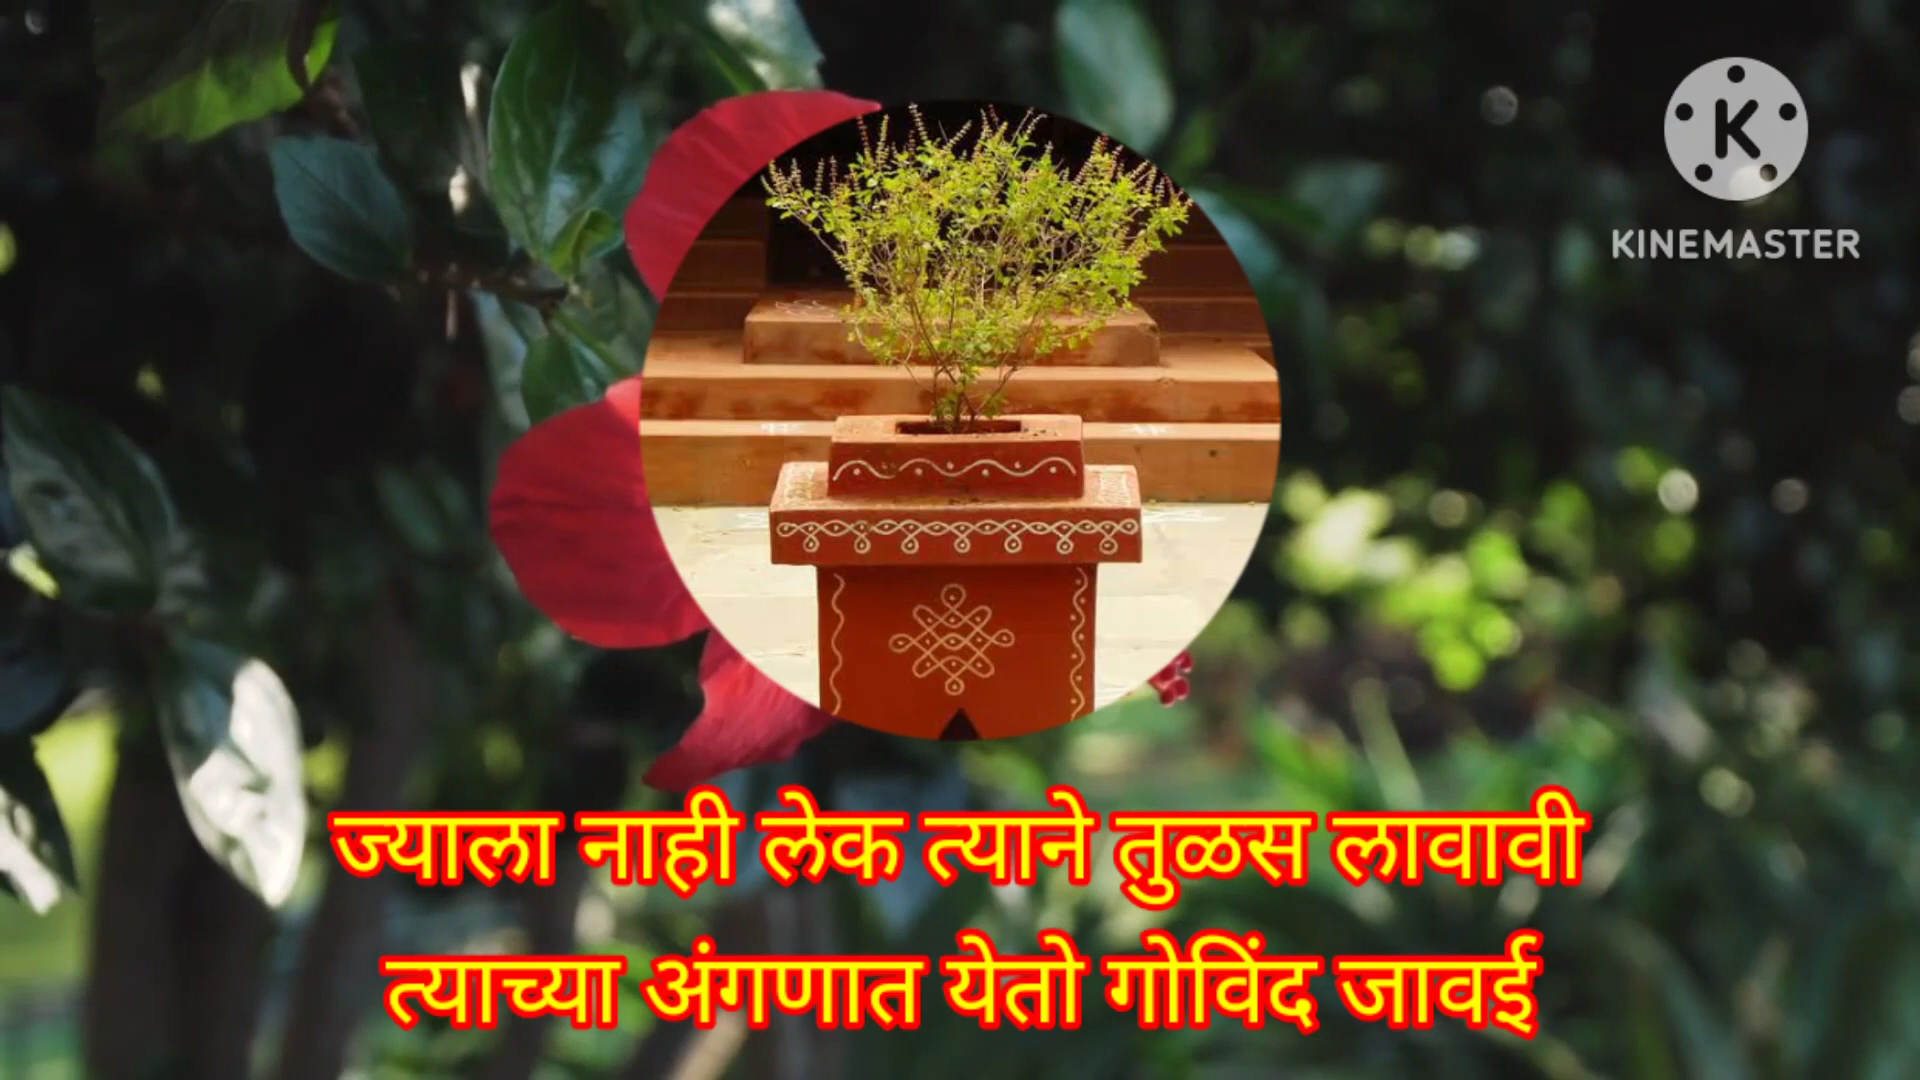 K
KINEMASTER
ज्याला नाही लेक त्याने तुळस लावावी
त्याच्या अंगणात येतो गोविंद जावई